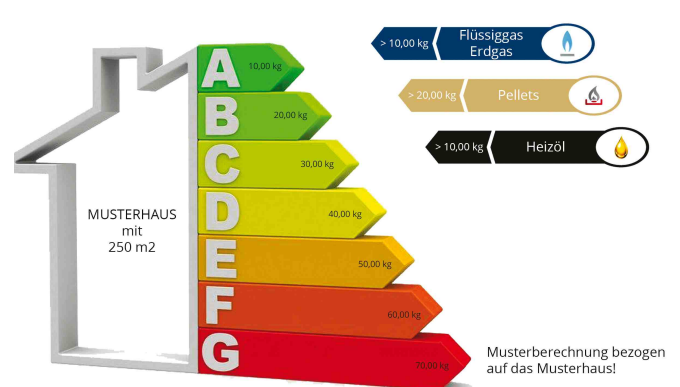 > 10,00 kg
Flüssiggas
Erdgas
A
10,00 kg
> 20,00 kg
Pellets
B
20,00 kg
> 10,00 kg
Heizöl
C
30,00 kg
MUSTERHAUS
mit
250 m2
D
40,00 kg
E
50,00 kg
F
60,00 kg
G
70,00 kg
Musterberechnung bezogen
auf das Musterhaus!